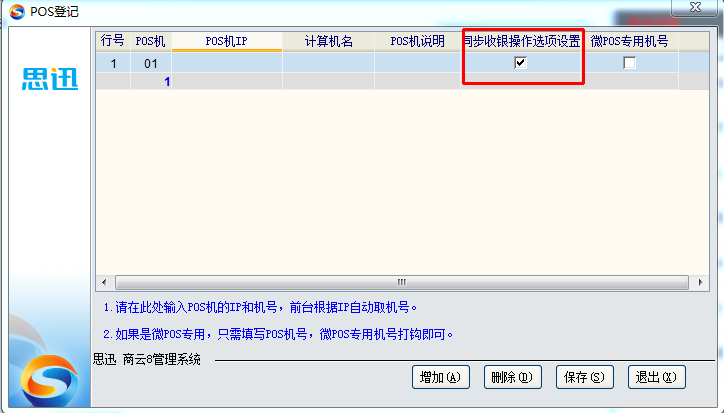 POS登记
思迅
行号 POS机 POS机IP 计算机名 POS机说明 同步收银操作选项设置 微POS专用机号
1 01
1
1.请在此处输入POS机的IP和机号，前台根据IP自动取机号。
2.如果是微POS专用，只需填写POS机号，微POS专用机号打钩即可。
思迅 商云8管理系统
增加(A) 删除(D) 保存(S) 退出(X)